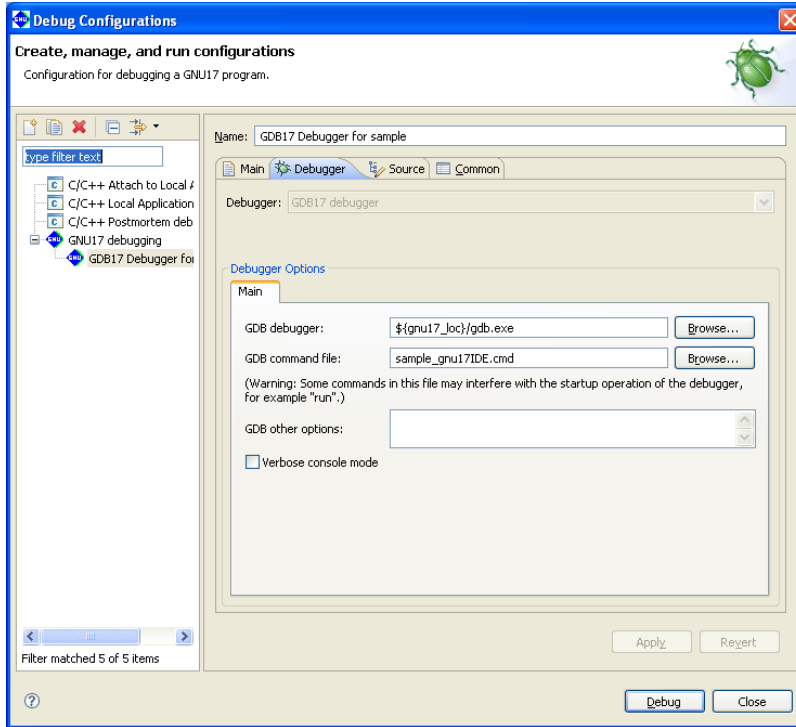 Debug Configurations
Create, manage, and run configurations
Configuration for debugging a GNU17 program.
type filter text
C/C++ Attach to Local A
C/C++ Local Application
C/C++ Postmortem deb
GNU17 debugging
GDB17 Debugger for
Filter matched 5 of 5 items
Name: GDB17 Debugger for sample
Main Debugger Source Common
Debugger: GDB17 debugger
Debugger Options
Main
GDB debugger: ${gnu17_loc}/gdb.exe Browse...
GDB command file: sample_gnu17IDE.cmd Browse...
(Warning: Some commands in this file may interfere with the startup operation of the debugger,
for example "run".)
GDB other options:
Verbose console mode
Apply Revert
Debug Close